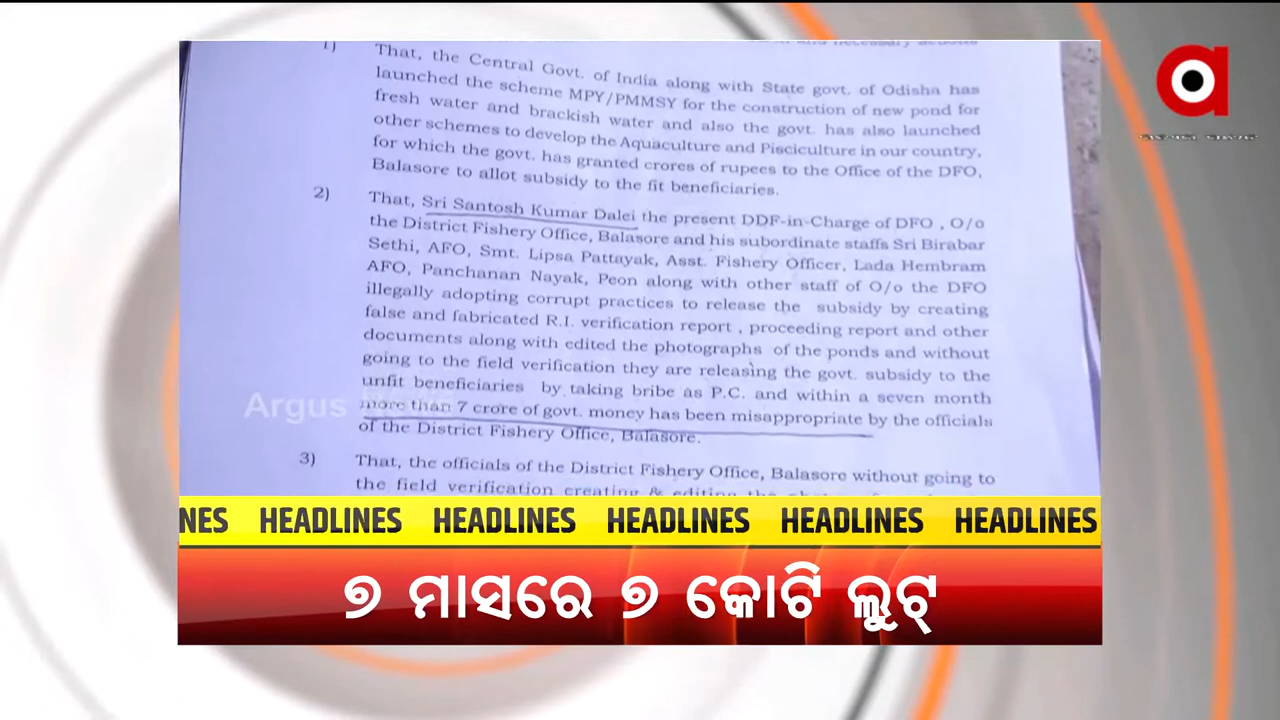 1) That, the Central Govt. of India along with State govt. of Odisha has
launched the scheme MPY/PMMSY for the construction of new pond for
fresh water and brackish water and also the govt. has also launched
other schemes to develop the Aquaculture and Pisciculture in our country,
for which the govt. has granted crores of rupees to the Office of the DFO,
Balasore to allot subsidy to the fit beneficiaries.
2) That, Sri Santosh Kumar Dalei the present DDF-in-Charge of DFO , O/o
the District Fishery Office, Balasore and his subordinate staffs Sri Birabar
Sethi, AFO, Smt. Lipsa Pattayak, Asst. Fishery Officer, Lada Hembram
AFO, Panchanan Nayak, Peon along with other staff of O/o the DFO
illegally adopting corrupt practices to release the subsidy by creating
false and fabricated R.I. verification report , proceeding report and other
documents along with edited the photographs of the ponds and without
going to the field verification they are releasing the govt. subsidy to the
unfit beneficiaries by taking bribe as P.C. and within a seven month
more than 7 crore of govt. money has been misappropriate by the officials
of the District Fishery Office, Balasore.
3) That, the officials of the District Fishery Office, Balasore without going to
the field verification creating & editing the
Argus News
NES HEADLINES HEADLINES HEADLINES HEADLINES HEADLINES
୭ ମାସରେ ୭ କୋଟି ଲୁଟ୍